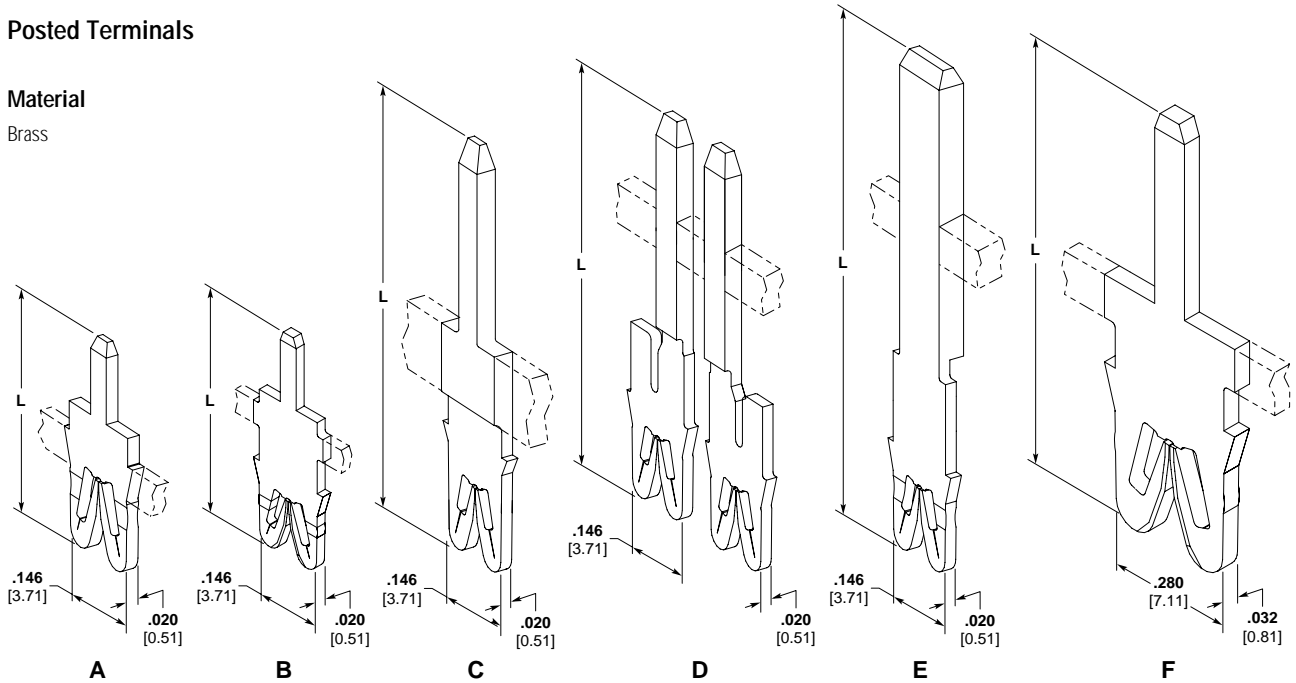 Posted Terminals
Material
Brass
L
L
L
L
L
L
.146
[3.71]
.020
[0.51]
A
.146
[3.71]
.020
[0.51]
B
.146
[3.71]
.020
[0.51]
C
.146
[3.71]
.020
[0.51]
D
.146
[3.71]
.020
[0.51]
E
.280
[7.11]
.032
[0.81]
F